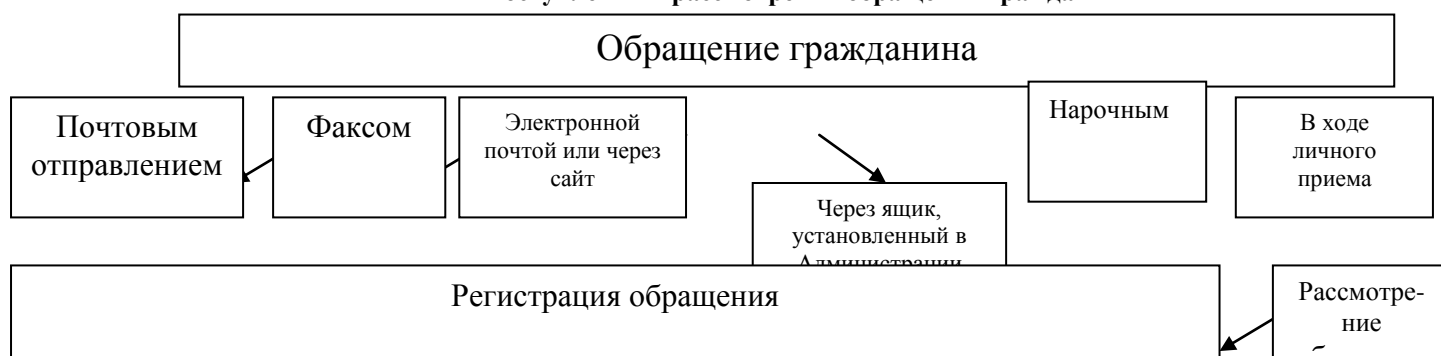 Обращение гражданина
Почтовым
отправлением
Факсом
Электронной
почтой или через
сайт
Через ящик,
установленный в
Администрации
Нарочным
В ходе
личного
приема
Регистрация обращения
Рассмотре-
ние